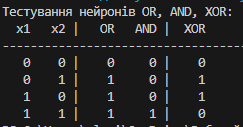 Тестування нейронів OR, AND, XOR:
x1 x2 | OR AND | XOR
----------------------------------
0 0 | 0 0 | 0
0 1 | 1 0 | 1
1 0 | 1 0 | 1
1 1 | 1 1 | 0